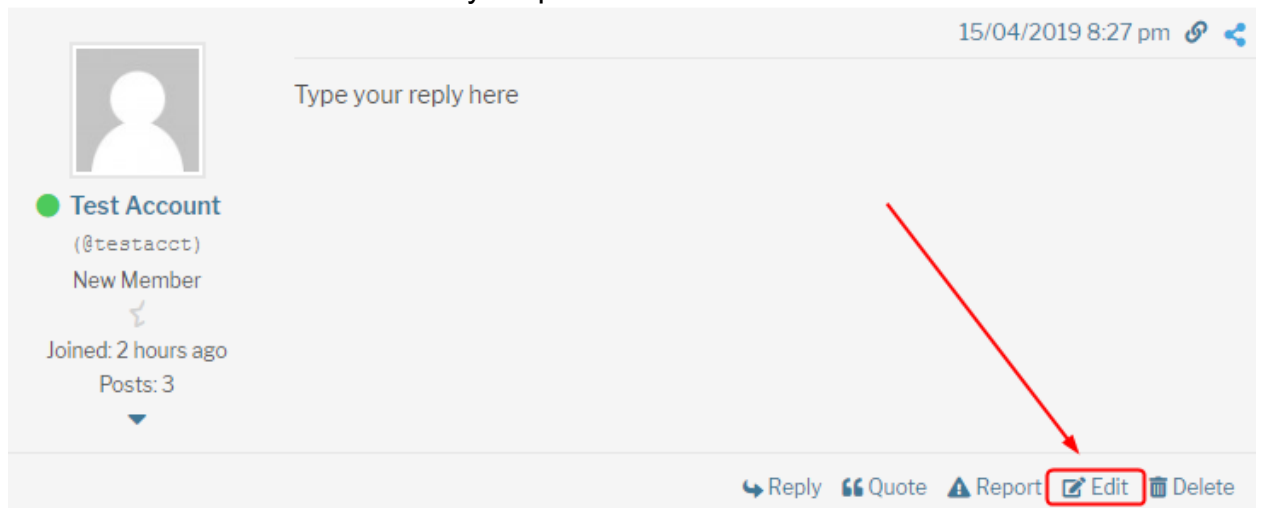 15/04/2019 8:27 pm
Type your reply here
Test Account
(@testacct)
New Member
Joined: 2 hours ago
Posts: 3
Reply Quote Report Edit Delete